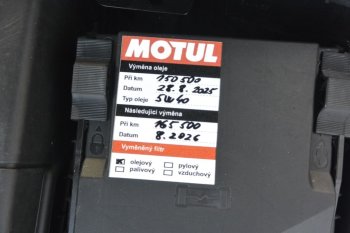 MOTUL
Výměna oleje
Při km 150 500
Datum 28.8.2025
Typ oleje 5W40
Následující výměna
Při km 165 500
Datum 8.2026
Vyměněný filtr
olejový pylový
palivový vzduchový